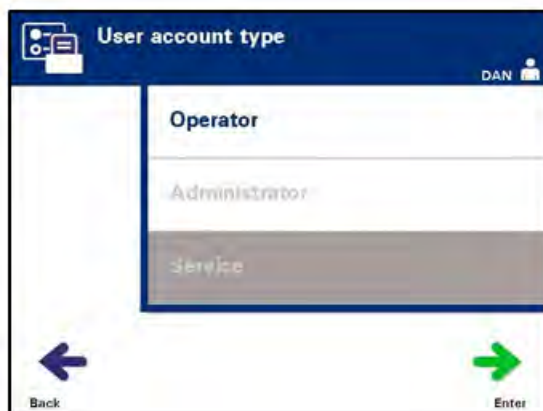 User account type
DAN
Operator
Administrator
Service
Back
Enter